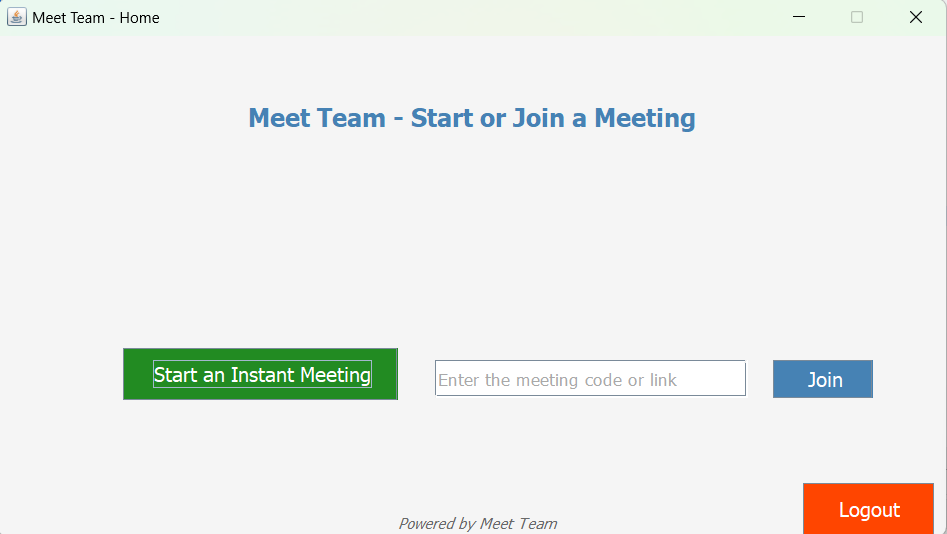 Meet Team - Home
Meet Team - Start or Join a Meeting
Start an Instant Meeting
Enter the meeting code or link
Join
Logout
Powered by Meet Team